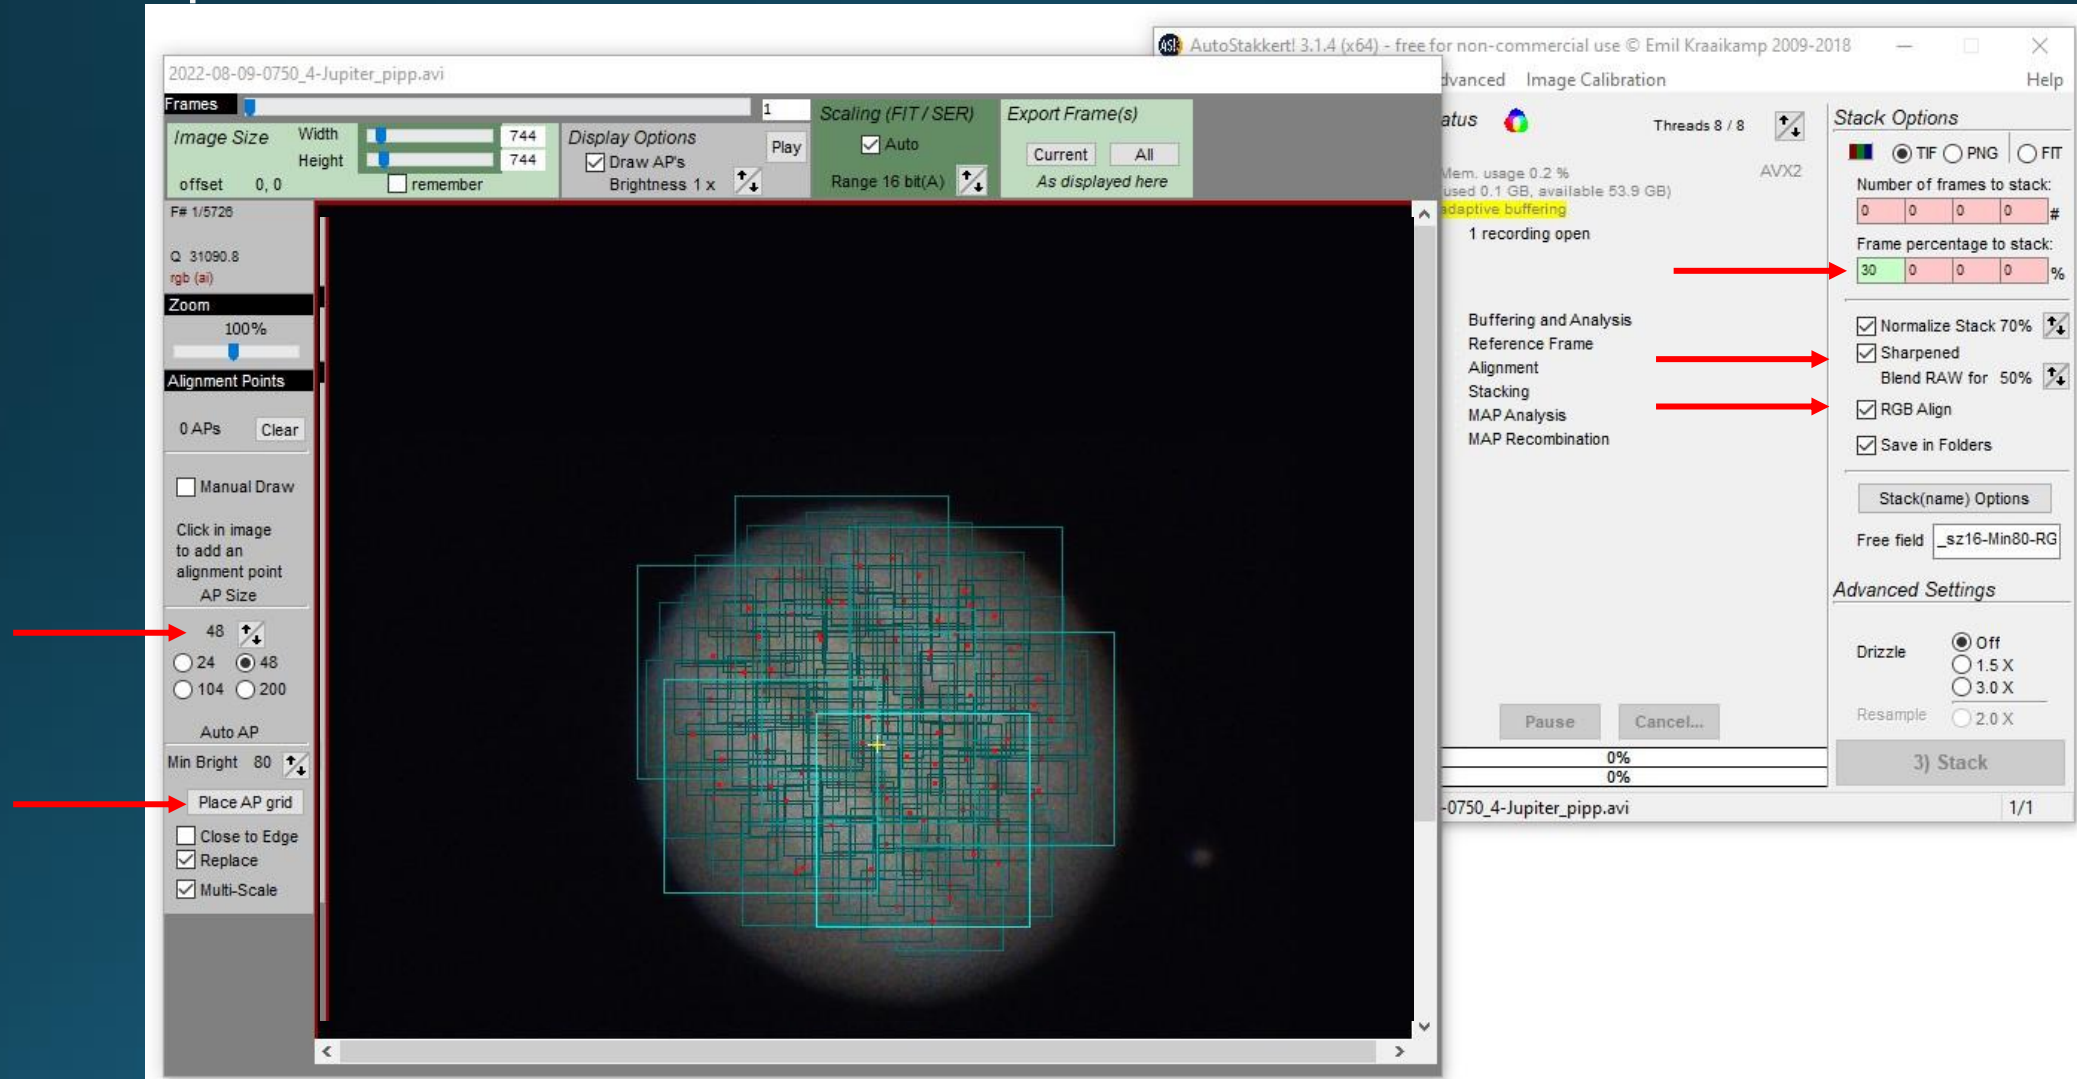 AutoStakkert! 3.1.4 (x64) - free for non-commercial use © Emil Kraaikamp 2009-2018
2022-08-09-0750_4-Jupiter_pipp.avi
Image Calibration
Help
Frames
1
Image Size
Width
744
Height
744
offset 0, 0
remember
Display Options
Draw AP's
Brightness 1 x
Play
Scaling (FIT / SER)
Auto
Range 16 bit(A)
Export Frame(s)
Current
All
As displayed here
F# 1/5726
Q 31090.8
rgb (ai)
Zoom
100%
Alignment Points
0 APs
Clear
Manual Draw
Click in image
to add an
alignment point
AP Size
48
24
48
104
200
Auto AP
Min Bright 80
Place AP grid
Close to Edge
Replace
Multi-Scale
Threads 8 / 8
Mem. usage 0.2 %
AVX2
used 0.1 GB, available 53.9 GB)
adaptive buffering
1 recording open
Buffering and Analysis
Reference Frame
Alignment
Stacking
MAP Analysis
MAP Recombination
Pause
Cancel...
0%
0%
-0750_4-Jupiter_pipp.avi
1/1
Stack Options
TIF
PNG
FIT
Number of frames to stack:
0 0 0 0 #
Frame percentage to stack:
30 0 0 0 %
Normalize Stack 70%
Sharpened
Blend RAW for 50%
RGB Align
Save in Folders
Stack(name) Options
Free field _sz16-Min80-RG
Advanced Settings
Drizzle
Off
1.5 X
3.0 X
Resample 2.0 X
3) Stack